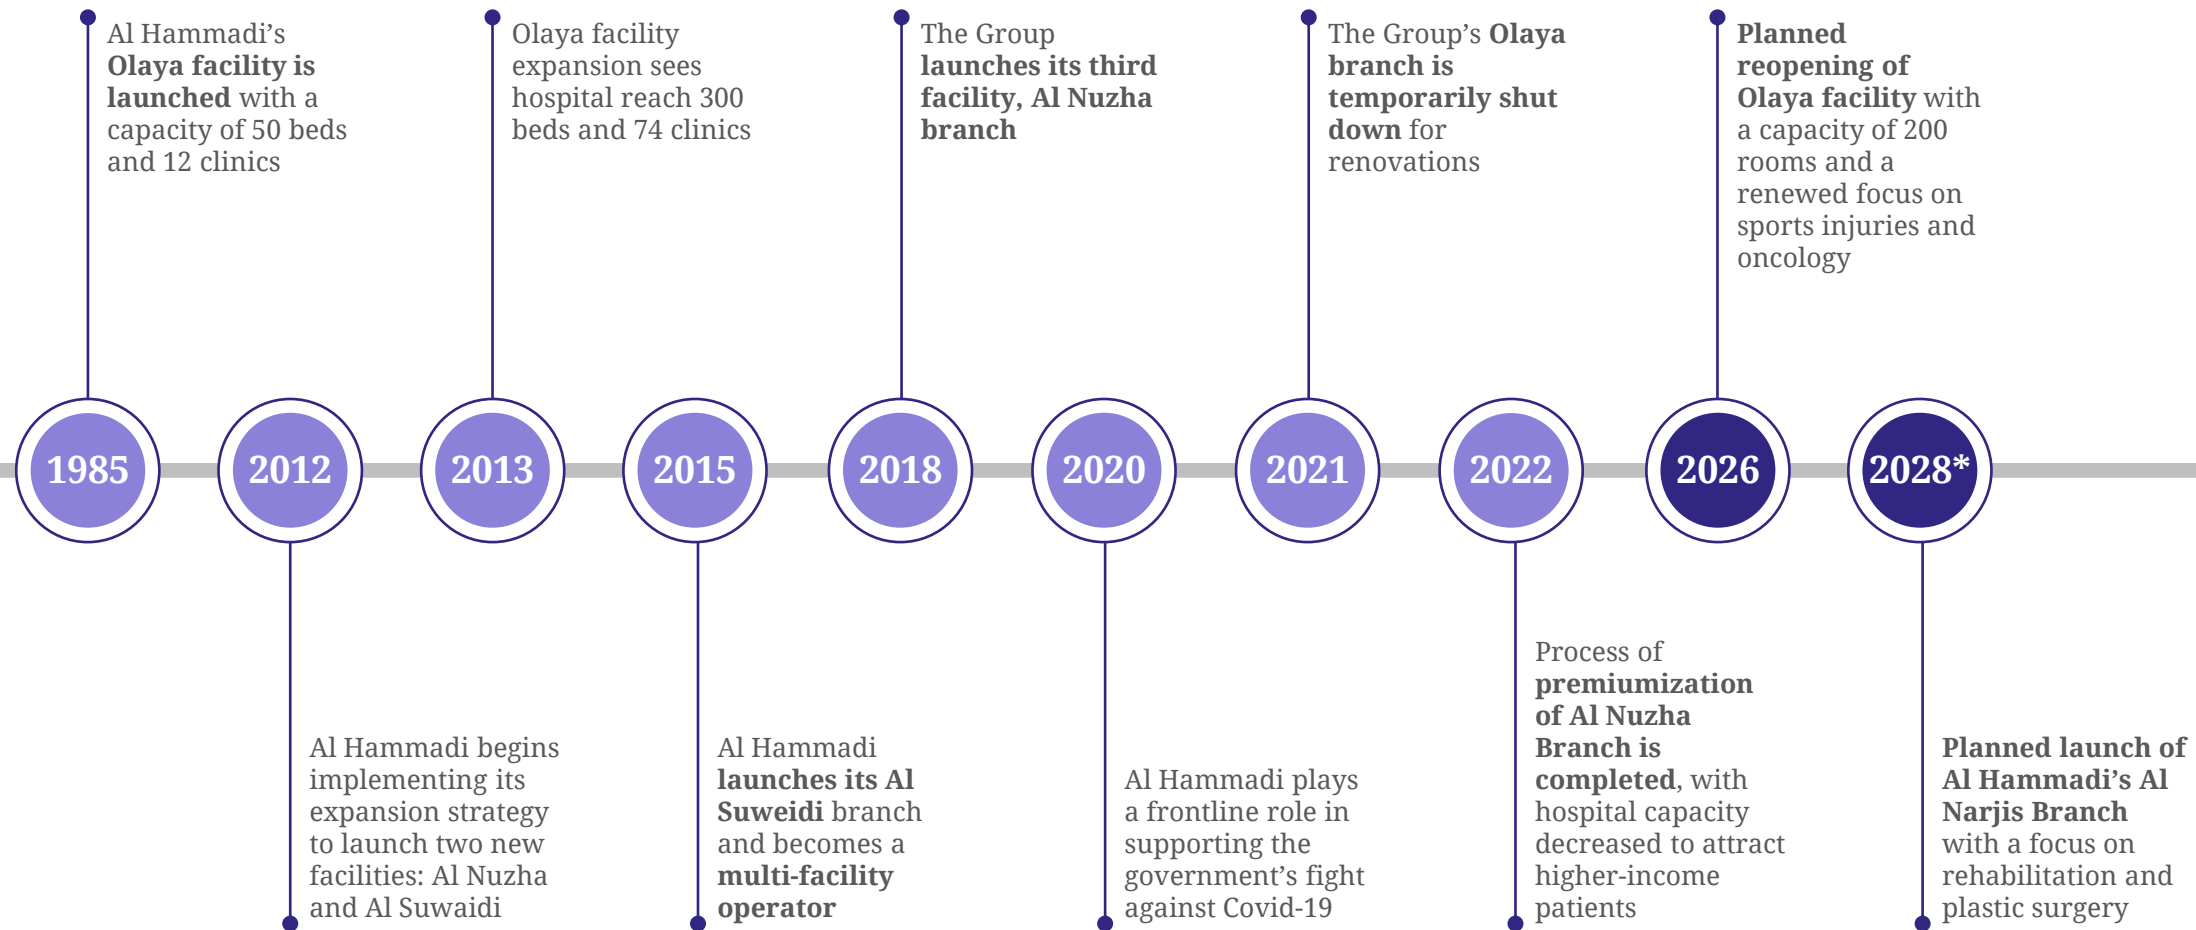 Al Hammadi’s
Olaya facility is
launched with a
capacity of 50 beds
and 12 clinics
Olaya facility
expansion sees
hospital reach 300
beds and 74 clinics
The Group
launches its third
facility, Al Nuzha
branch
The Group’s Olaya
branch is
temporarily shut
down for
renovations
Planned
reopening of
Olaya facility with
a capacity of 200
rooms and a
renewed focus on
sports injuries and
oncology
1985
2012
2013
2015
2018
2020
2021
2022
2026
2028*
Al Hammadi begins
implementing its
expansion strategy
to launch two new
facilities: Al Nuzha
and Al Suwaidi
Al Hammadi
launches its Al
Suweidi branch
and becomes a
multi-facility
operator
Al Hammadi plays
a frontline role in
supporting the
government’s fight
against Covid-19
Process of
premiumization
of Al Nuzha
Branch is
completed, with
hospital capacity
decreased to attract
higher-income
patients
Planned launch of
Al Hammadi’s Al
Narjis Branch
with a focus on
rehabilitation and
plastic surgery